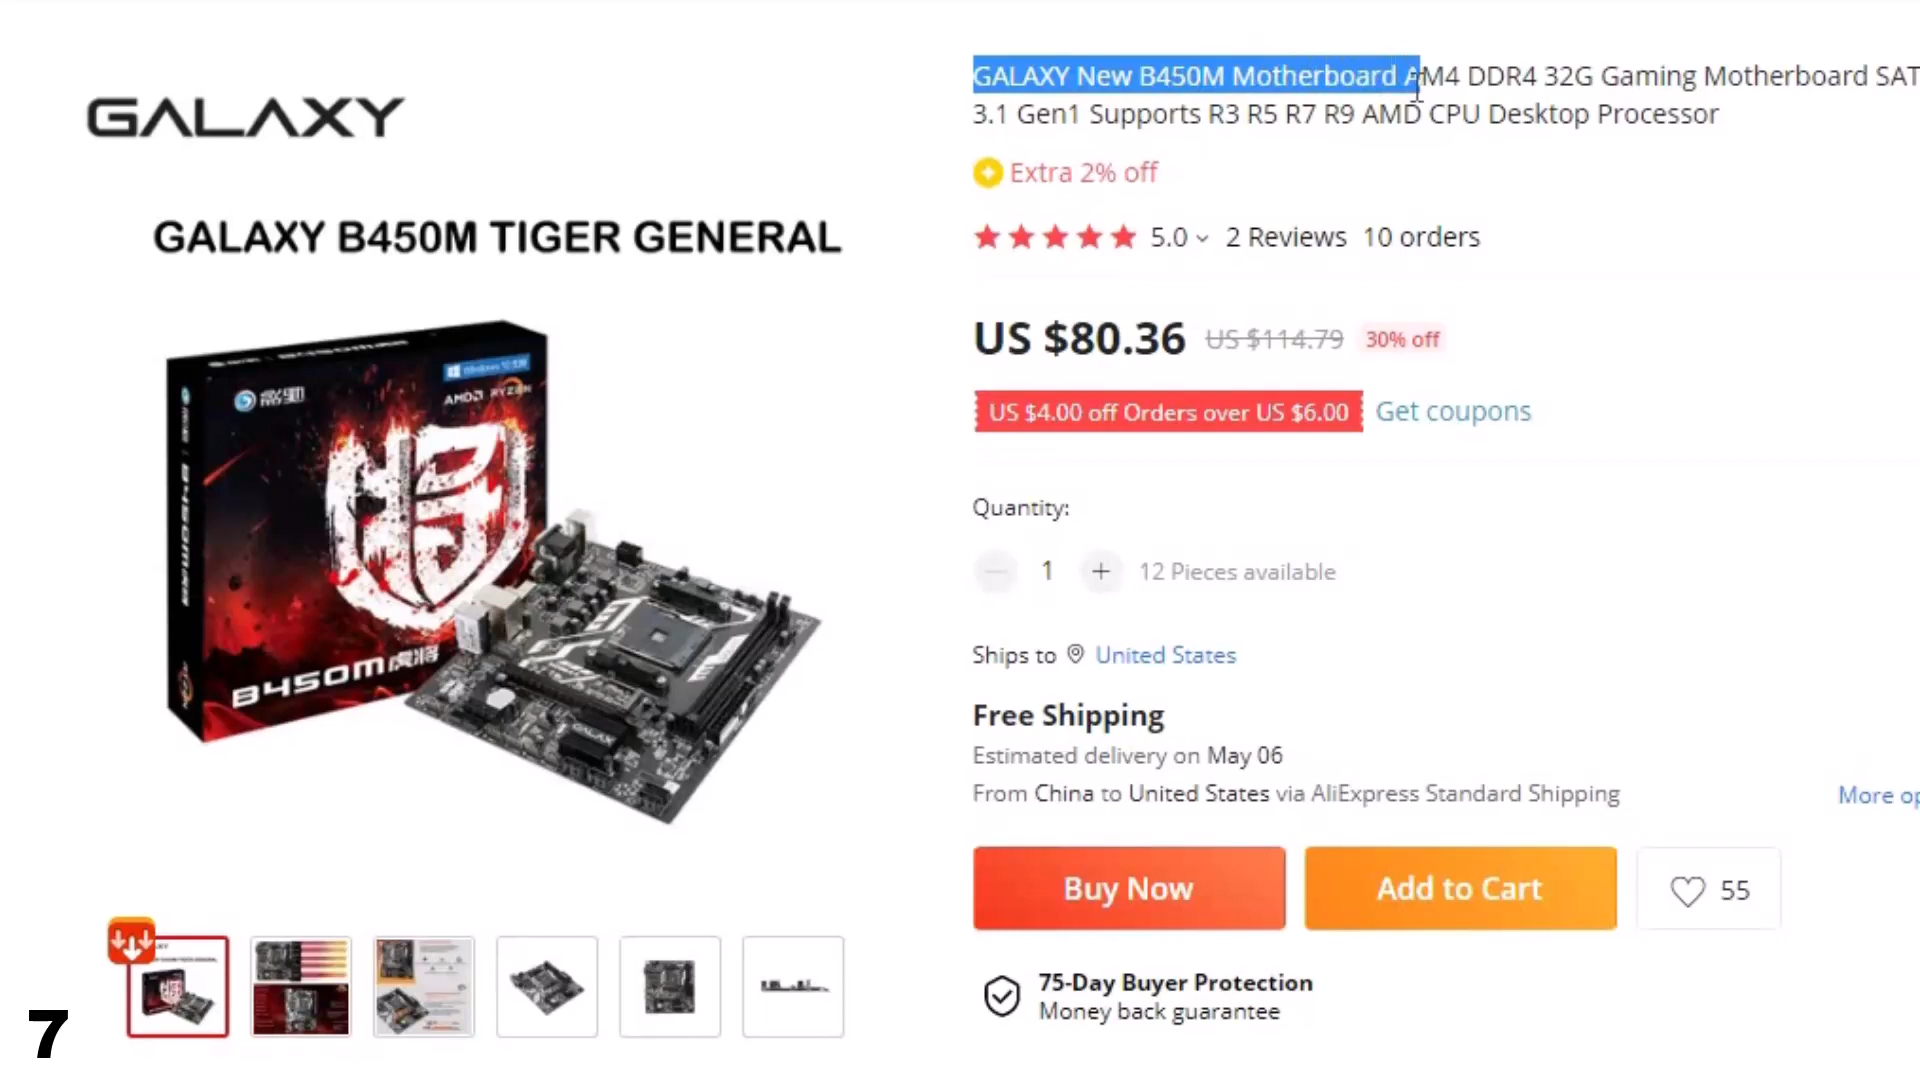 GALAXY
GALAXY B450M TIGER GENERAL
AMD RYZEN
B450M虎將
B450M
GALAX
7
GALAXY New B450M Motherboard AM4 DDR4 32G Gaming Motherboard SAT
3.1 Gen1 Supports R3 R5 R7 R9 AMD CPU Desktop Processor
Extra 2% off
5.0 2 Reviews 10 orders
US $80.36 US $114.79 30% off
US $4.00 off Orders over US $6.00 Get coupons
Quantity:
1 + 12 Pieces available
Ships to United States
Free Shipping
Estimated delivery on May 06
From China to United States via AliExpress Standard Shipping
More op
Buy Now Add to Cart 55
75-Day Buyer Protection
Money back guarantee